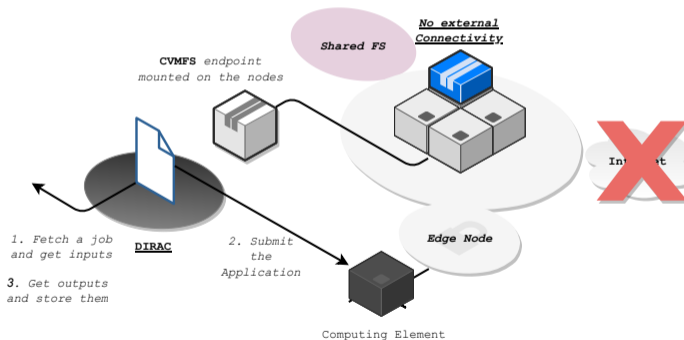 No external
Connectivity
Shared FS
CVMFS endpoint
mounted on the nodes
Edge Node
1. Fetch a job
and get inputs
DIRAC
2. Submit
the
Application
3. Get outputs
and store them
Computing Element